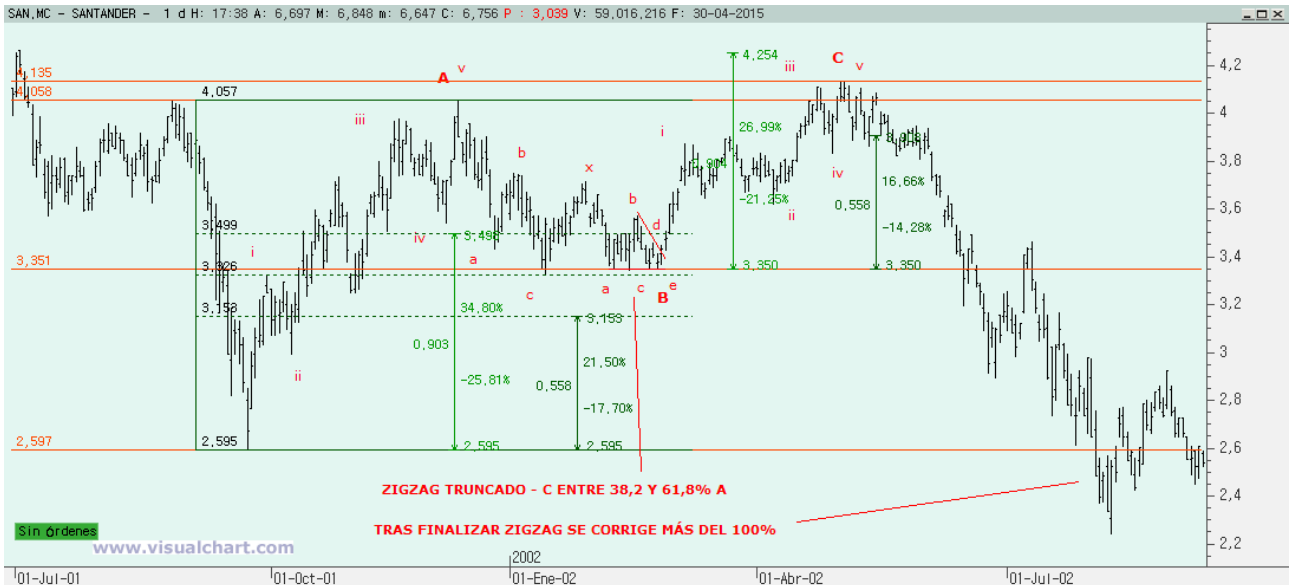 SAN,MC - SANTANDER - 1 d H: 17:38 A: 6,697 M: 6,848 m: 6,647 C: 6,756 P : 3,039 V: 59,016,216 F: 30-04-2015
4,135
4,058
4,057
A
v
iii
4,254
iii
C
v
4,2
4
26,99%
i
3,904
3,908
3,8
b
x
iv
16,66%
b
-21,25%
0,558
3,6
ii
d
-14,28%
3,499
3,498
i
iv
a
3,4
3,351
3,326
3,350
3,350
c
a
c
B
e
3,2
3,153
34,80%
3,153
0,903
21,50%
3
ii
-25,81%
0,558
2,8
-17,70%
2,597
2,595
2,595
2,595
2,6
ZIGZAG TRUNCADO - C ENTRE 38,2 Y 61,8% A
2,4
TRAS FINALIZAR ZIGZAG SE CORRIGE MÁS DEL 100%
Sin órdenes
www.visualchart.com
2,2
2002
01-Jul-01
01-Oct-01
01-Ene-02
01-Abr-02
01-Jul-02